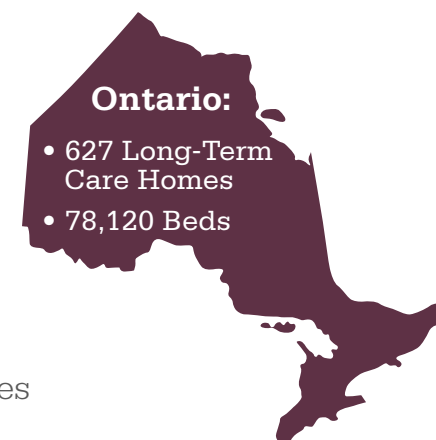 Ontario:
• 627 Long-Term
Care Homes
• 78,120 Beds